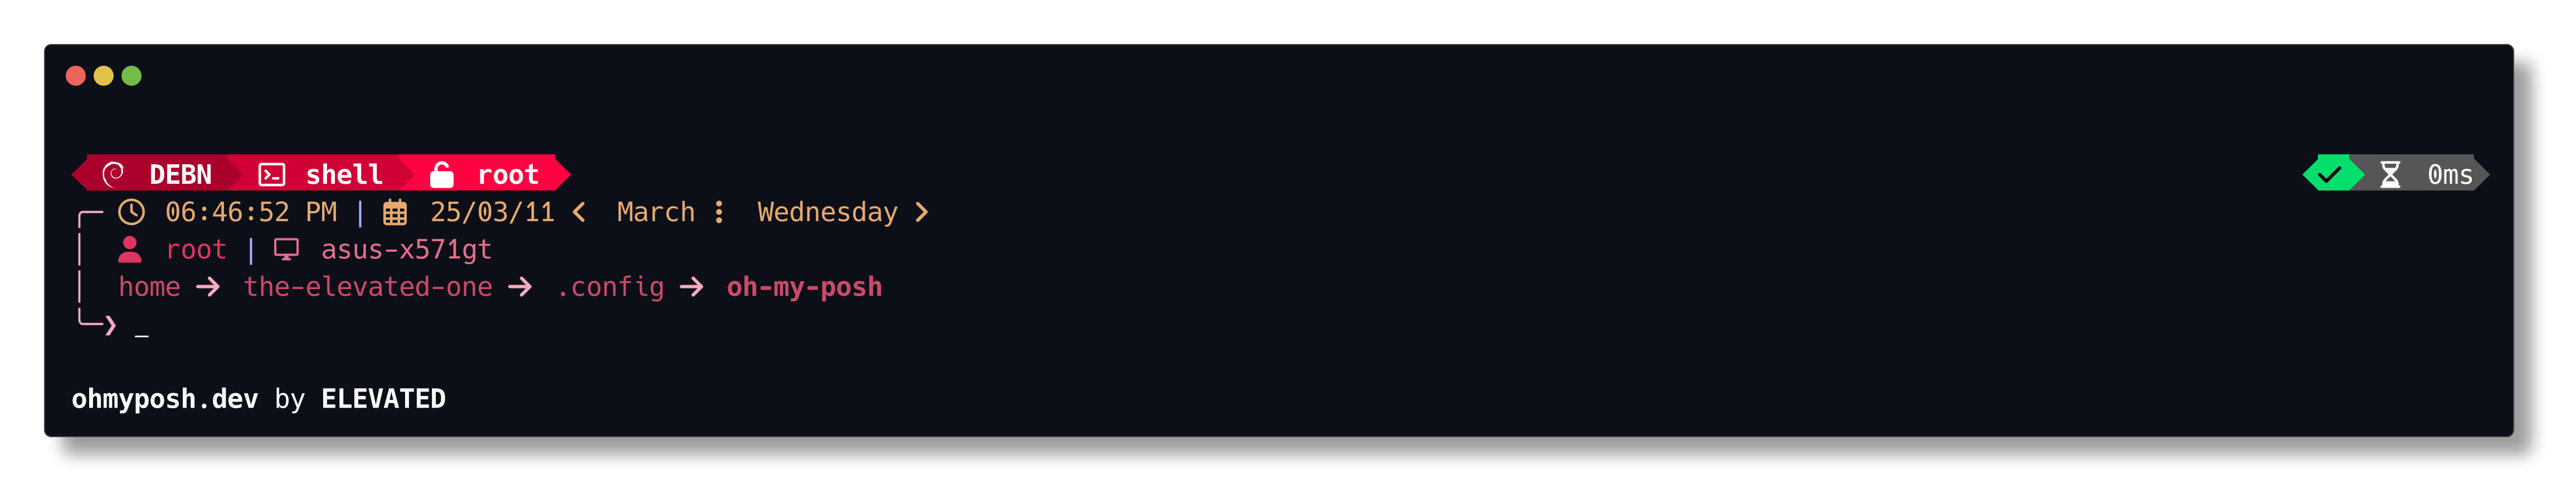 DEBN shell root 0ms
06:46:52 PM | 25/03/11 < March ⋮ Wednesday >
root | asus-x571gt
home → the-elevated-one → .config → oh-my-posh
❯ _
ohmyposh.dev by ELEVATED